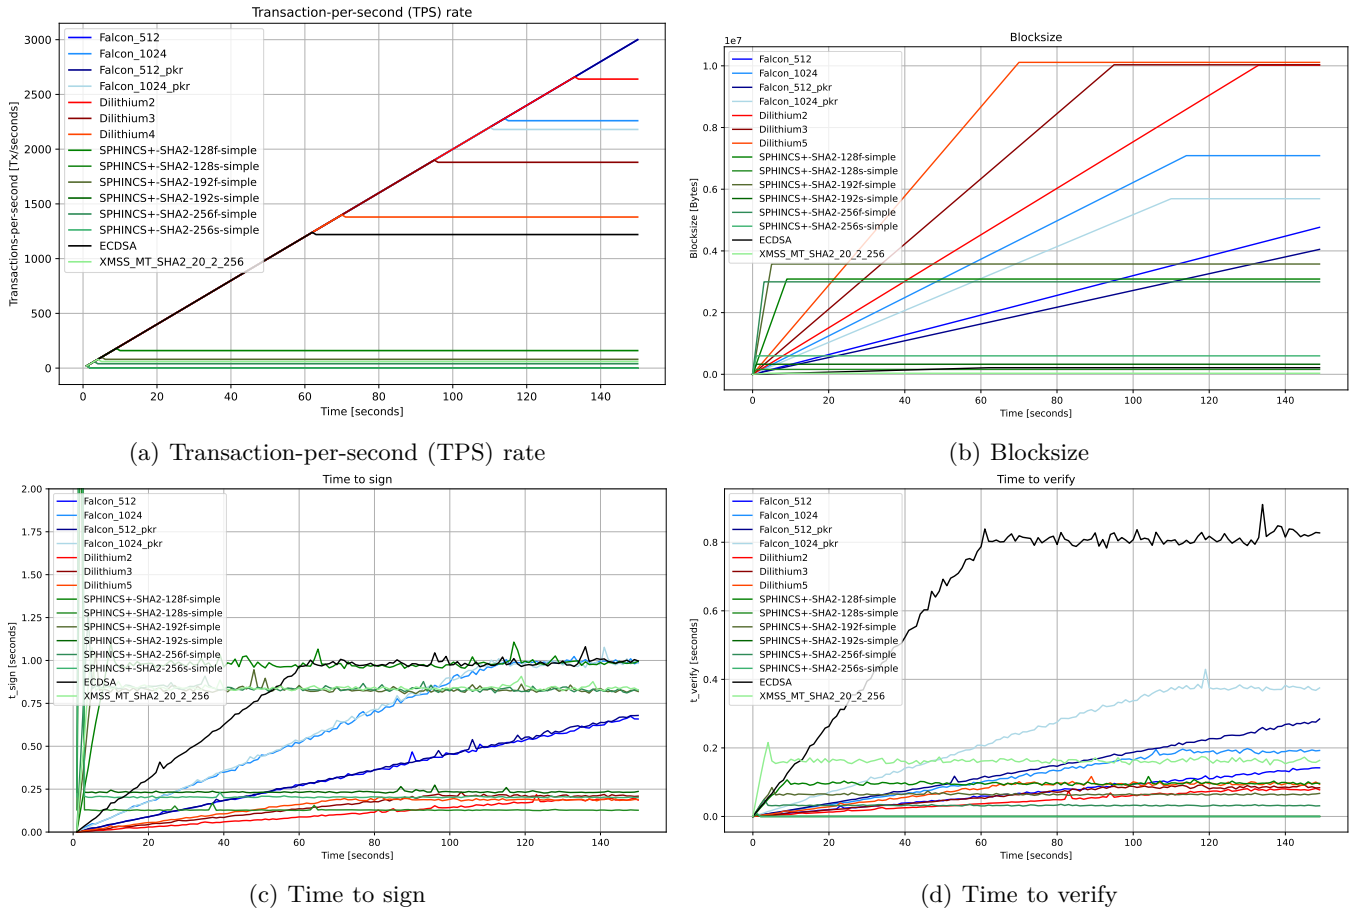 Transaction-per-second (TPS) rate
Transactions-per-second [Tx/seconds]
3000
2500
2000
1500
1000
500
0
Falcon_512
Falcon_1024
Falcon_512_pkr
Falcon_1024_pkr
Dilithium2
Dilithium3
Dilithium4
SPHINCS+-SHA2-128f-simple
SPHINCS+-SHA2-128s-simple
SPHINCS+-SHA2-192f-simple
SPHINCS+-SHA2-192s-simple
SPHINCS+-SHA2-256f-simple
SPHINCS+-SHA2-256s-simple
ECDSA
XMSS_MT_SHA2_20_2_256
0 20 40 60 80 100 120 140
Time [seconds]
(a) Transaction-per-second (TPS) rate
Blocksize
1e7
Blocksize [Bytes]
1.0
0.8
0.6
0.4
0.2
0.0
Falcon_512
Falcon_1024
Falcon_512_pkr
Falcon_1024_pkr
Dilithium2
Dilithium3
Dilithium5
SPHINCS+-SHA2-128f-simple
SPHINCS+-SHA2-128s-simple
SPHINCS+-SHA2-192f-simple
SPHINCS+-SHA2-192s-simple
SPHINCS+-SHA2-256f-simple
SPHINCS+-SHA2-256s-simple
ECDSA
XMSS_MT_SHA2_20_2_256
0 20 40 60 80 100 120 140
Time [seconds]
(b) Blocksize
Time to sign
t_sign [seconds]
2.00
1.75
1.50
1.25
1.00
0.75
0.50
0.25
0.00
Falcon_512
Falcon_1024
Falcon_512_pkr
Falcon_1024_pkr
Dilithium2
Dilithium3
Dilithium5
SPHINCS+-SHA2-128f-simple
SPHINCS+-SHA2-128s-simple
SPHINCS+-SHA2-192f-simple
SPHINCS+-SHA2-192s-simple
SPHINCS+-SHA2-256f-simple
SPHINCS+-SHA2-256s-simple
ECDSA
XMSS_MT_SHA2_20_2_256
0 20 40 60 80 100 120 140
Time [seconds]
(c) Time to sign
Time to verify
t_verify [seconds]
0.8
0.6
0.4
0.2
0.0
Falcon_512
Falcon_1024
Falcon_512_pkr
Falcon_1024_pkr
Dilithium2
Dilithium3
Dilithium5
SPHINCS+-SHA2-128f-simple
SPHINCS+-SHA2-128s-simple
SPHINCS+-SHA2-192f-simple
SPHINCS+-SHA2-192s-simple
SPHINCS+-SHA2-256f-simple
SPHINCS+-SHA2-256s-simple
ECDSA
XMSS_MT_SHA2_20_2_256
0 20 40 60 80 100 120 140
Time [seconds]
(d) Time to verify